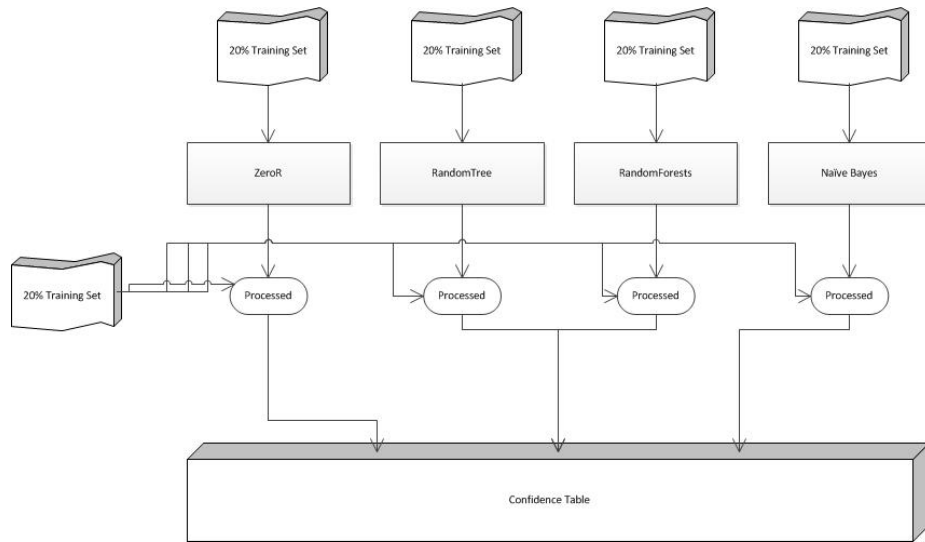 20% Training Set
20% Training Set
20% Training Set
20% Training Set
ZeroR
RandomTree
RandomForests
Naïve Bayes
20% Training Set
Processed
Processed
Processed
Processed
Confidence Table